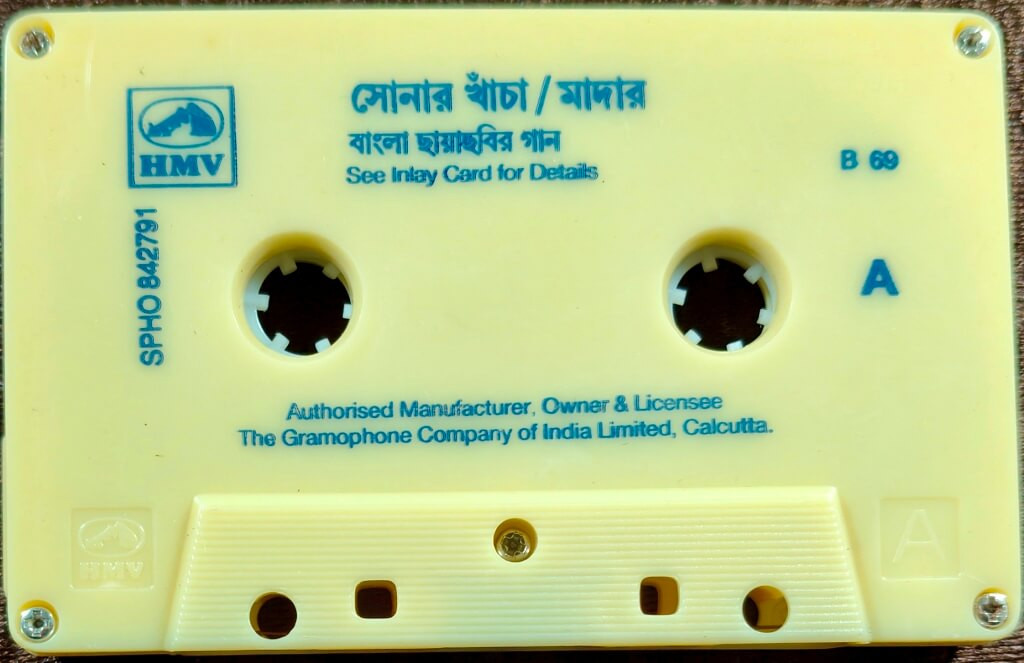 HMV
সোনার খাঁচা / মাদার
বাংলা ছায়াছবির গান
See Inlay Card for Details
B 69
SPHO 842791
A
Authorised Manufacturer, Owner & Licensee
The Gramophone Company of India Limited, Calcutta.
HMV
A